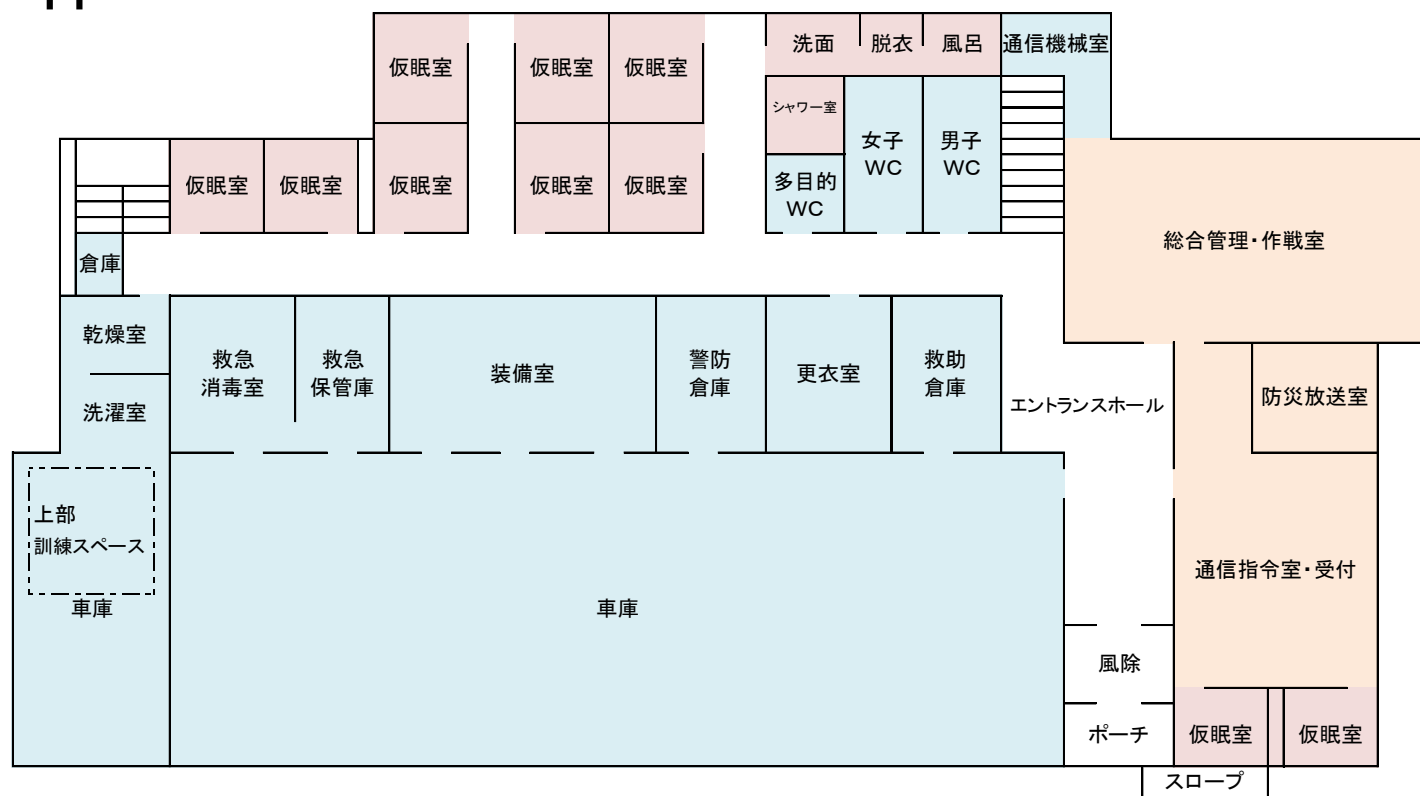 洗面
脱衣
風呂
通信機械室
仮眠室
仮眠室
仮眠室
シャワー室
女子
WC
男子
WC
仮眠室
仮眠室
仮眠室
仮眠室
仮眠室
多目的
WC
総合管理・作戦室
倉庫
乾燥室
救急
消毒室
救急
保管庫
装備室
警防
倉庫
更衣室
救助
倉庫
洗濯室
エントランスホール
防災放送室
上部
訓練スペース
車庫
車庫
通信指令室・受付
風除
ポーチ
仮眠室
仮眠室
スロープ